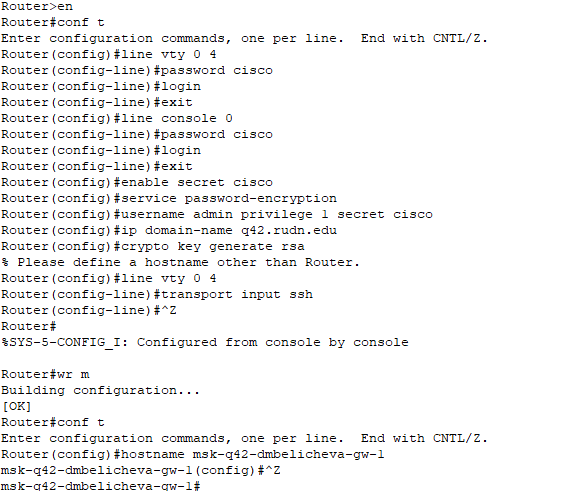 Router>en
Router#conf t
Enter configuration commands, one per line.  End with CNTL/Z.
Router(config)#line vty 0 4
Router(config-line)#password cisco
Router(config-line)#login
Router(config-line)#exit
Router(config)#line console 0
Router(config-line)#password cisco
Router(config-line)#login
Router(config-line)#exit
Router(config)#enable secret cisco
Router(config)#service password-encryption
Router(config)#username admin privilege 1 secret cisco
Router(config)#ip domain-name q42.rudn.edu
Router(config)#crypto key generate rsa
% Please define a hostname other than Router.
Router(config)#line vty 0 4
Router(config-line)#transport input ssh
Router(config-line)#^Z
Router#
%SYS-5-CONFIG_I: Configured from console by console
Router#wr m
Building configuration...
[OK]
Router#conf t
Enter configuration commands, one per line.  End with CNTL/Z.
Router(config)#hostname msk-q42-dmbelicheva-gw-1
msk-q42-dmbelicheva-gw-1(config)#^Z
msk-q42-dmbelicheva-gw-1#